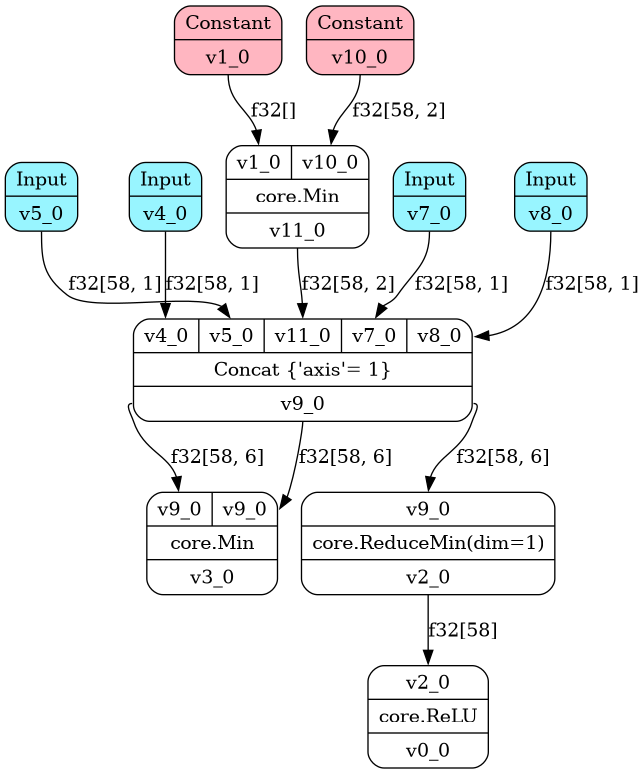 Constant
v1_0
Constant
v10_0
f32[]
f32[58, 2]
Input
v5_0
Input
v4_0
v1_0 v10_0
core.Min
v11_0
Input
v7_0
Input
v8_0
f32[58, 1]
f32[58, 1]
f32[58, 2]
f32[58, 1]
f32[58, 1]
v4_0 v5_0 v11_0 v7_0 v8_0
Concat {'axis'= 1}
v9_0
f32[58, 6]
f32[58, 6]
f32[58, 6]
v9_0 v9_0
core.Min
v3_0
v9_0
core.ReduceMin(dim=1)
v2_0
f32[58]
v2_0
core.ReLU
v0_0